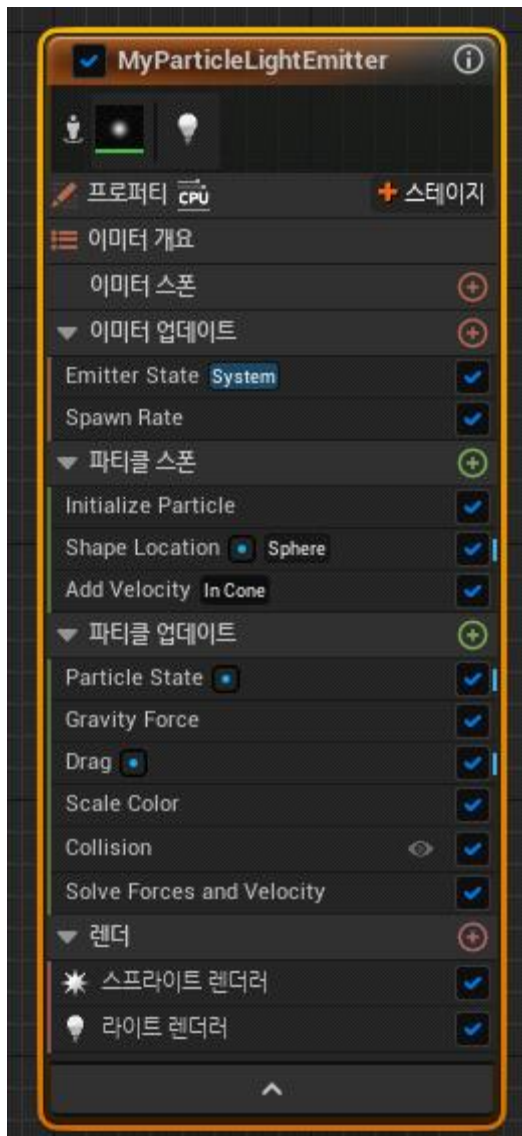 MyParticleLightEmitter
프로퍼티 CPU + 스테이지
이미터 개요
이미터 스폰
이미터 업데이트
Emitter State System
Spawn Rate
파티클 스폰
Initialize Particle
Shape Location Sphere
Add Velocity In Cone
파티클 업데이트
Particle State
Gravity Force
Drag
Scale Color
Collision
Solve Forces and Velocity
렌더
스프라이트 렌더러
라이트 렌더러